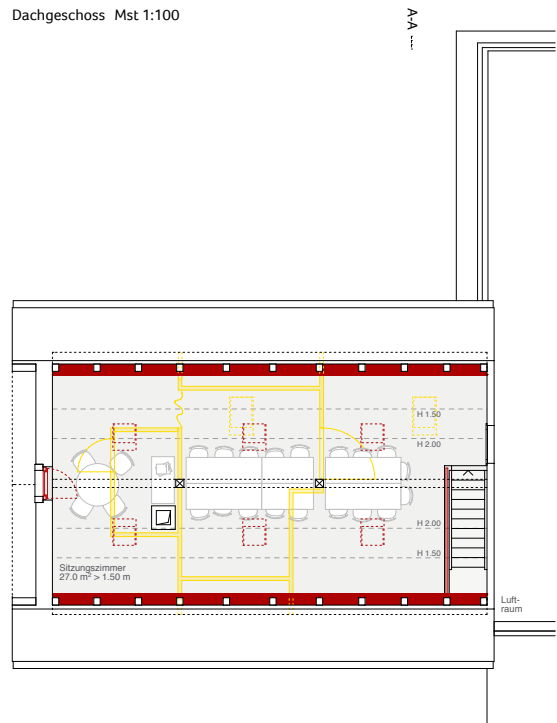 Dachgeschoss Mst 1:100
A-A
H 1.50
H 2.00
H 2.00
H 1.50
Sitzungszimmer
27.0 m² > 1.50 m
Luft-
raum